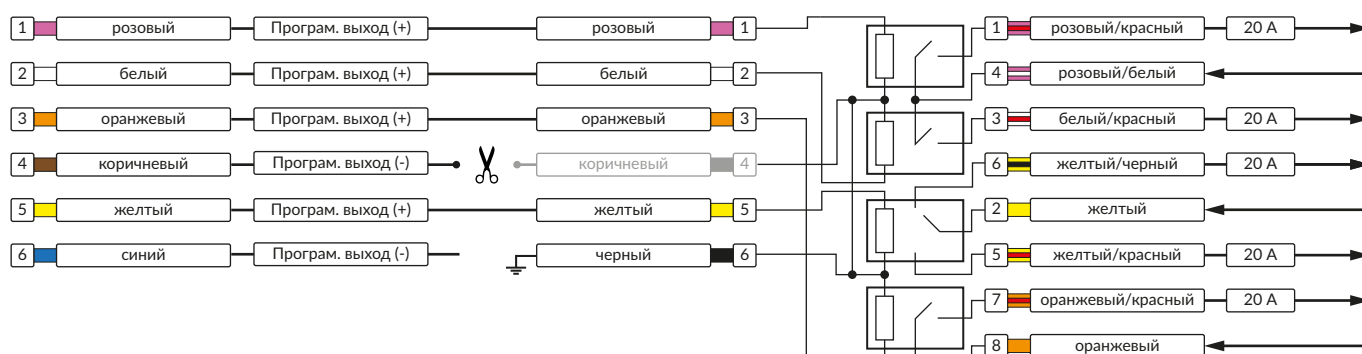 1 розовый Програм. выход (+) розовый 1 1 розовый/красный 20 А
2 белый Програм. выход (+) белый 2 4 розовый/белый
3 оранжевый Програм. выход (+) оранжевый 3 3 белый/красный 20 А
4 коричневый Програм. выход (-) коричневый 4 6 желтый/черный 20 А
5 желтый Програм. выход (+) желтый 5 2 желтый
6 синий Програм. выход (-) черный 6 5 желтый/красный 20 А
7 оранжевый/красный 20 А
8 оранжевый